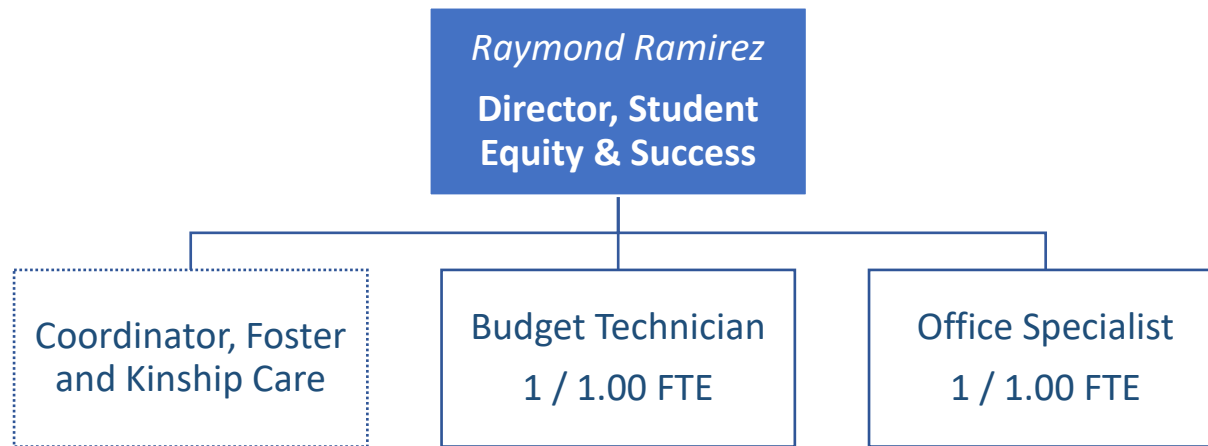 Raymond Ramirez
Director, Student
Equity & Success
Coordinator, Foster
and Kinship Care
Budget Technician
1 / 1.00 FTE
Office Specialist
1 / 1.00 FTE